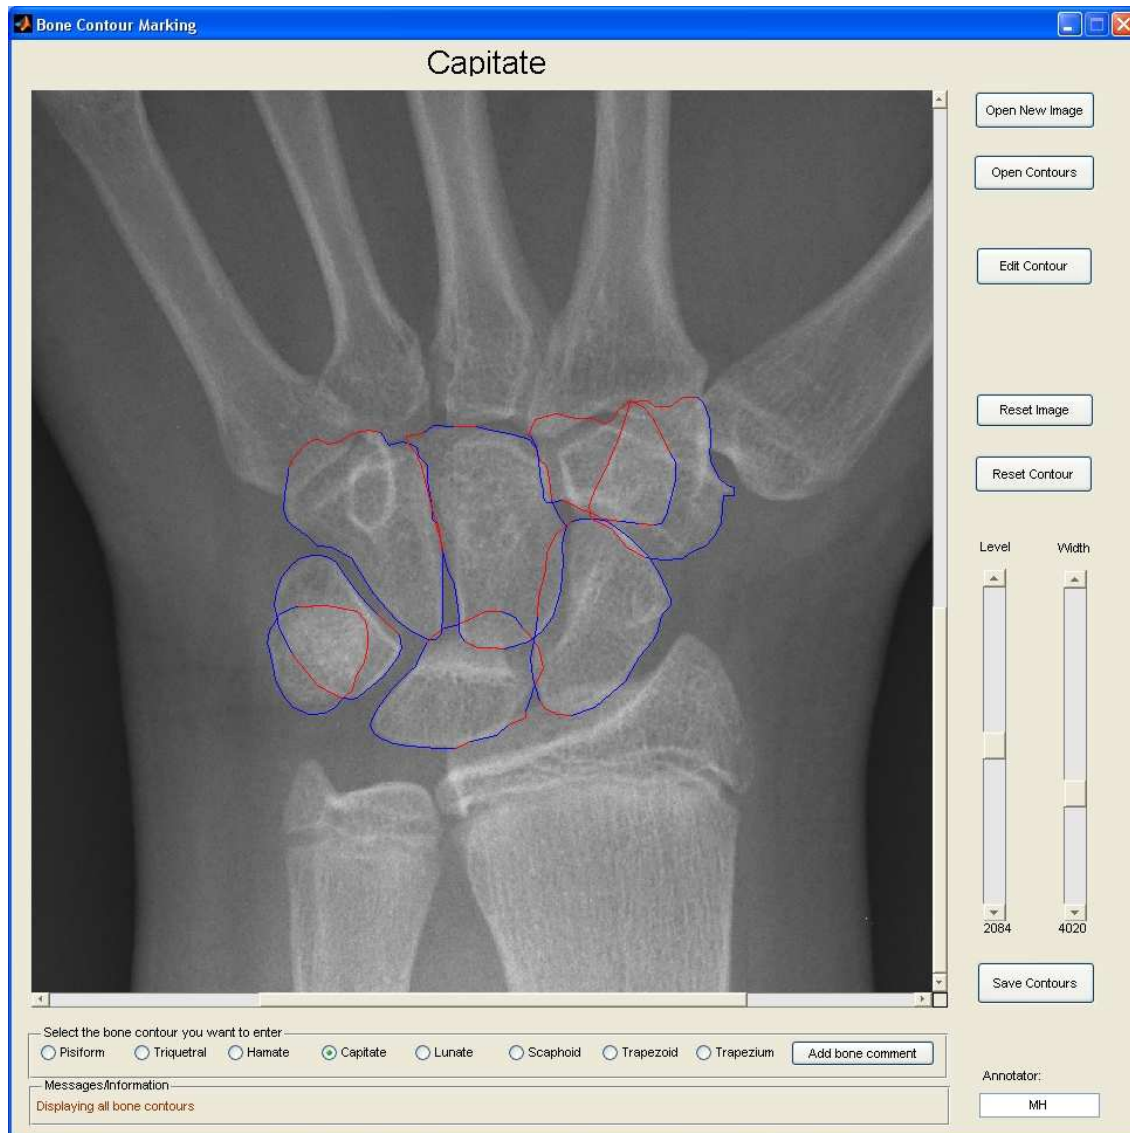 Bone Contour Marking
Capitate
Open New Image
Open Contours
Edit Contour
Reset Image
Reset Contour
Level Width
2084 4020
Save Contours
Select the bone contour you want to enter
Pisiform Triquetral Hamate Capitate Lunate Scaphoid Trapezoid Trapezium Add bone comment
Messages/Information
Displaying all bone contours
Annotator:
MH